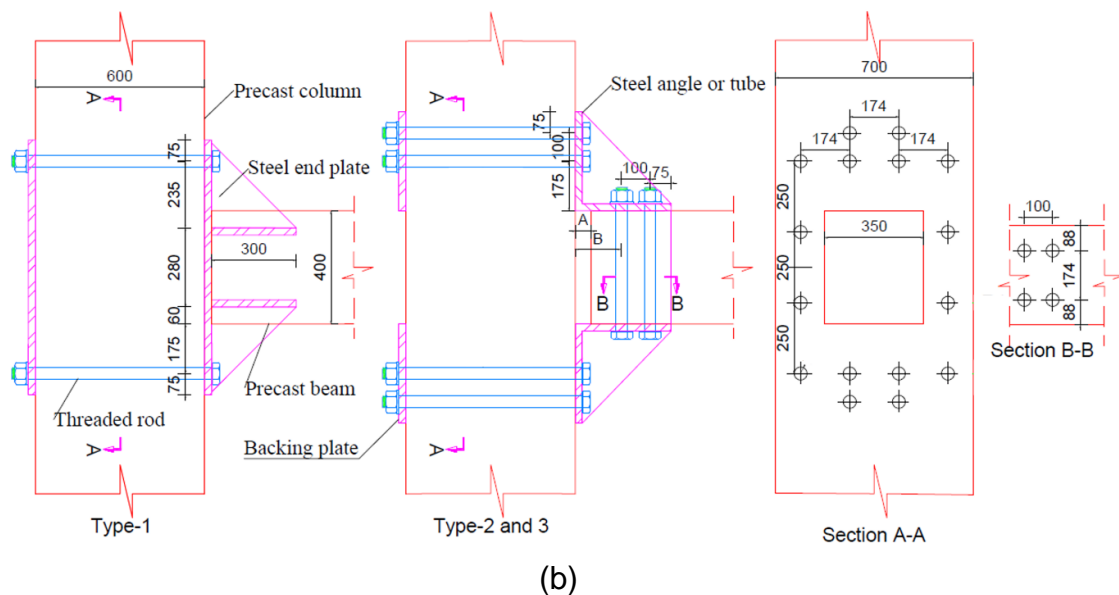 600
A
Precast column
75
Steel end plate
235
300
280
400
60
175
Precast beam
75
Threaded rod
A
Type-1
A
Steel angle or tube
75
100
100
75
175
A
B
B
B
A
Backing plate
Type-2 and 3
700
174
174
174
250
350
250
250
Section A-A
100
88
174
88
Section B-B
(b)